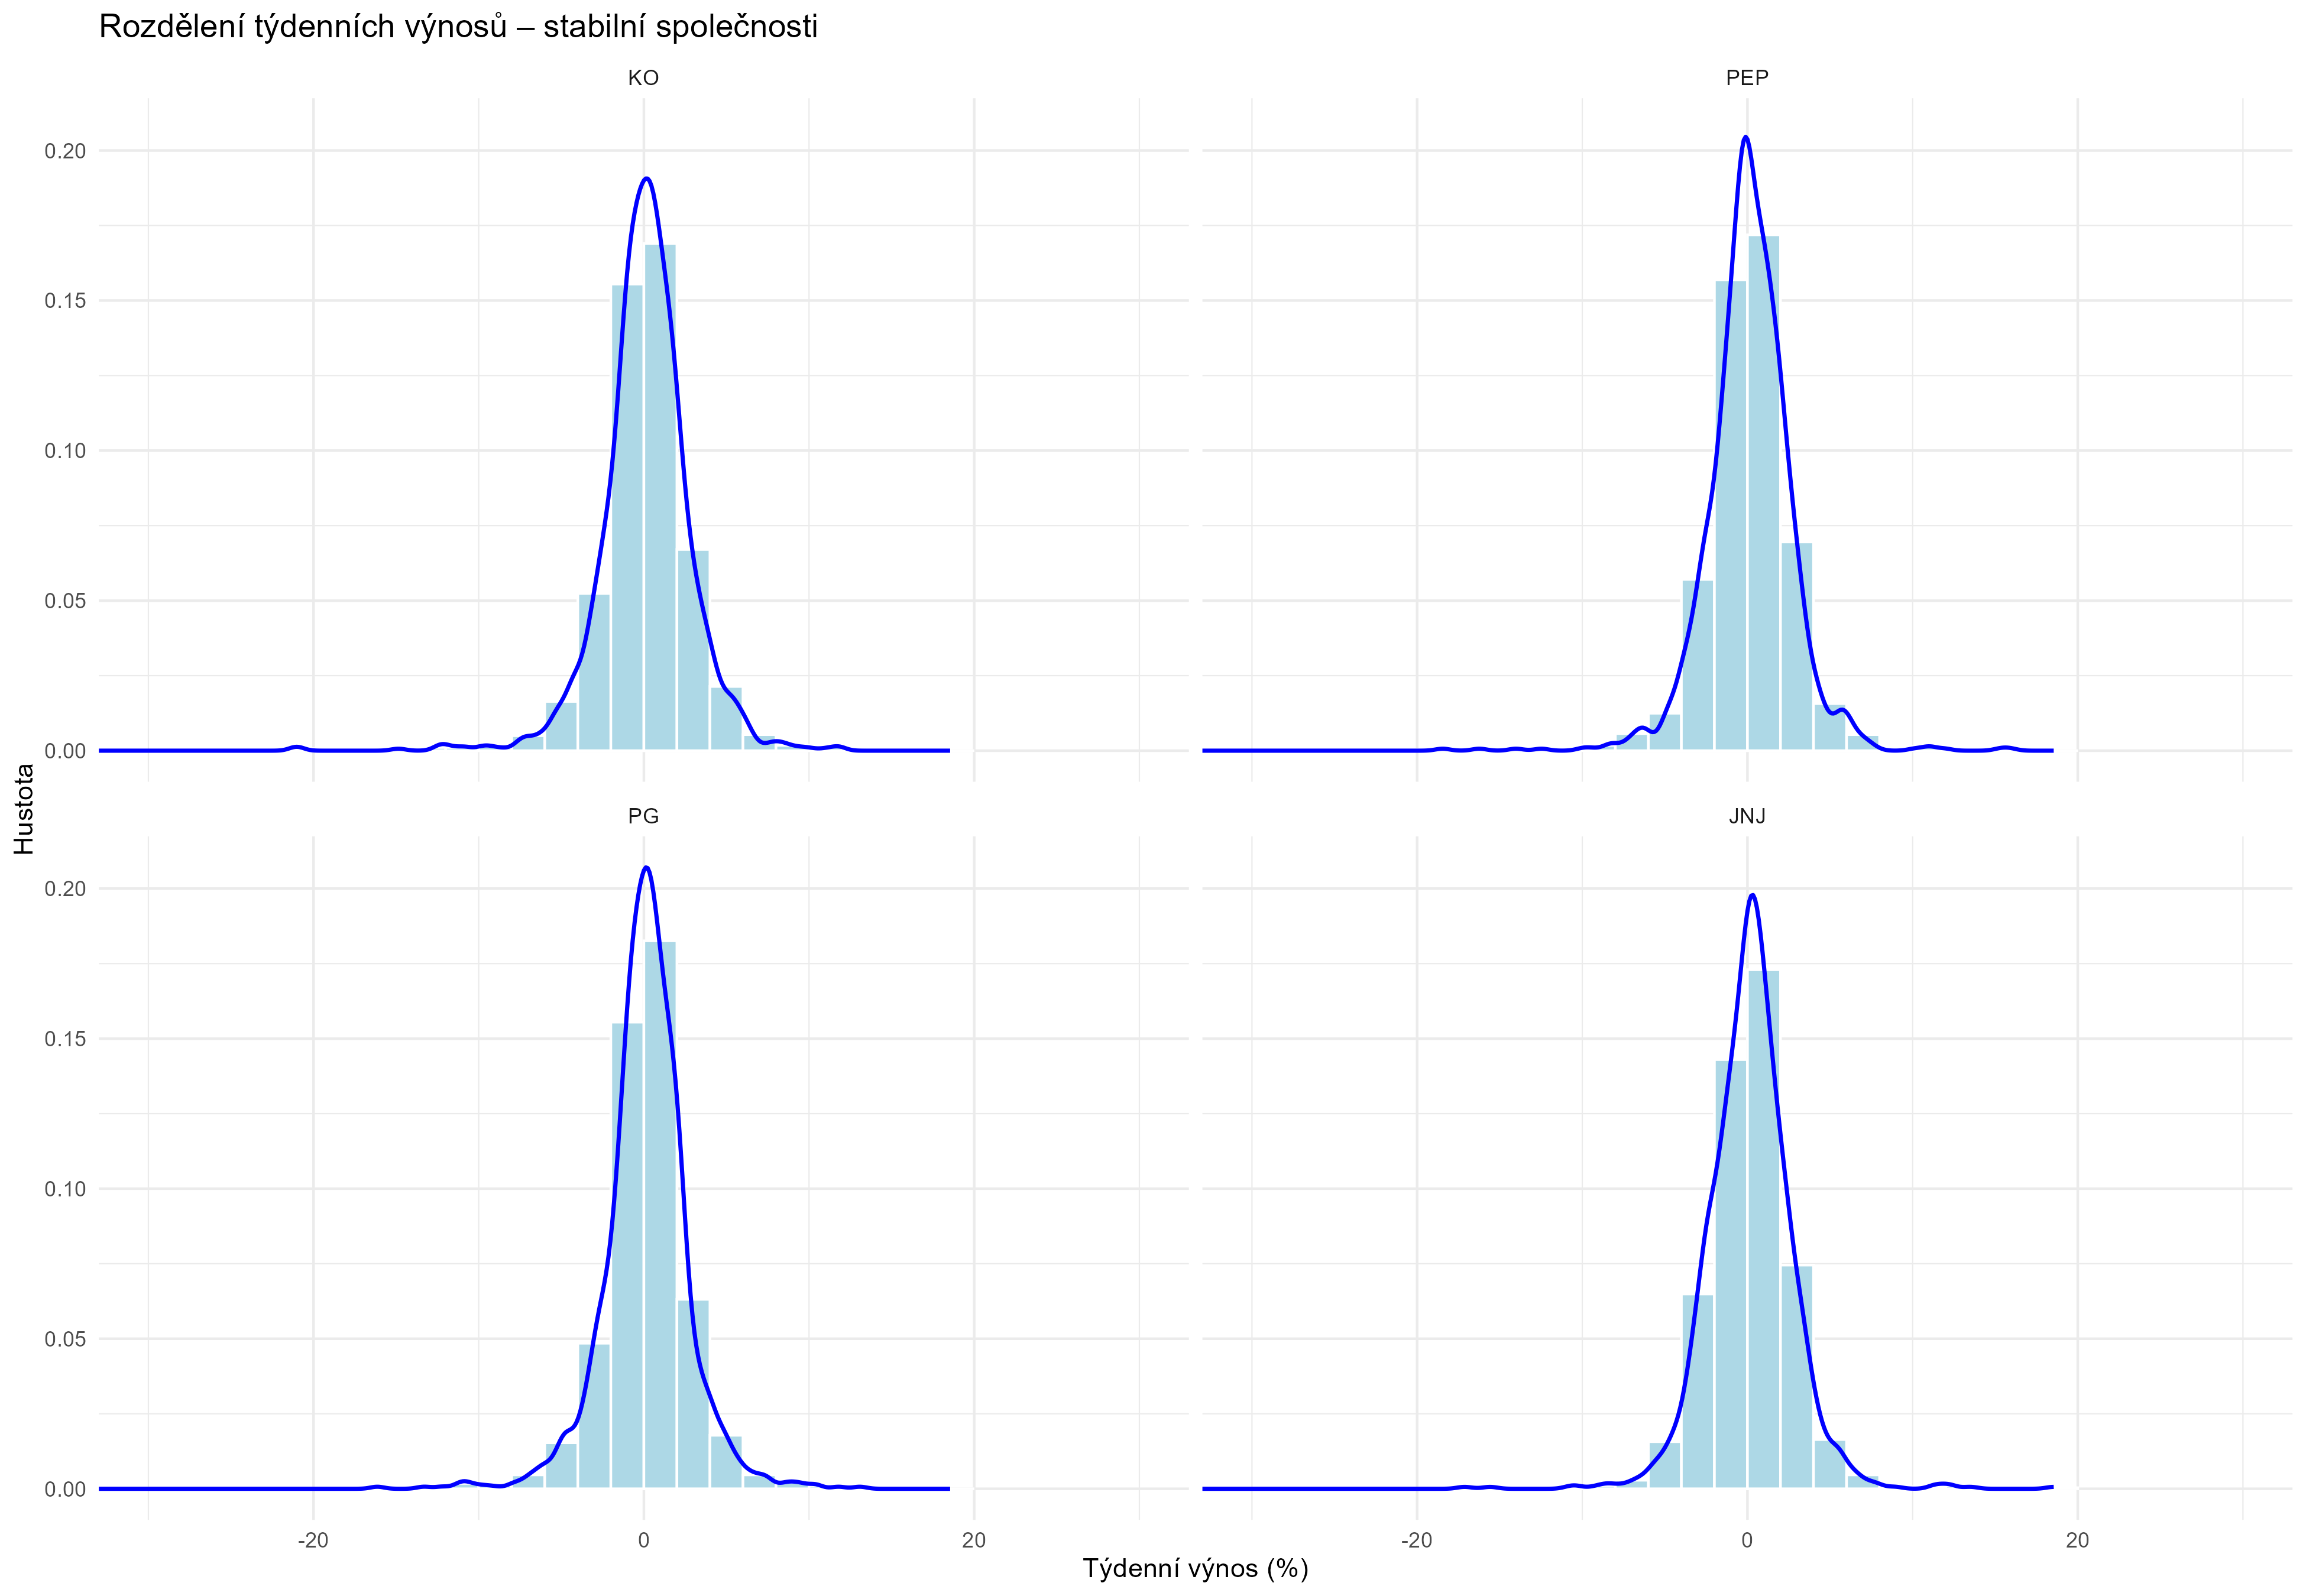 Rozdělení týdenních výnosů – stabilní společnosti
KO
PEP
0.20
0.15
0.10
0.05
0.00
Hustota
PG
JNJ
0.20
0.15
0.10
0.05
0.00
-20
0
20
-20
0
20
Týdenní výnos (%)